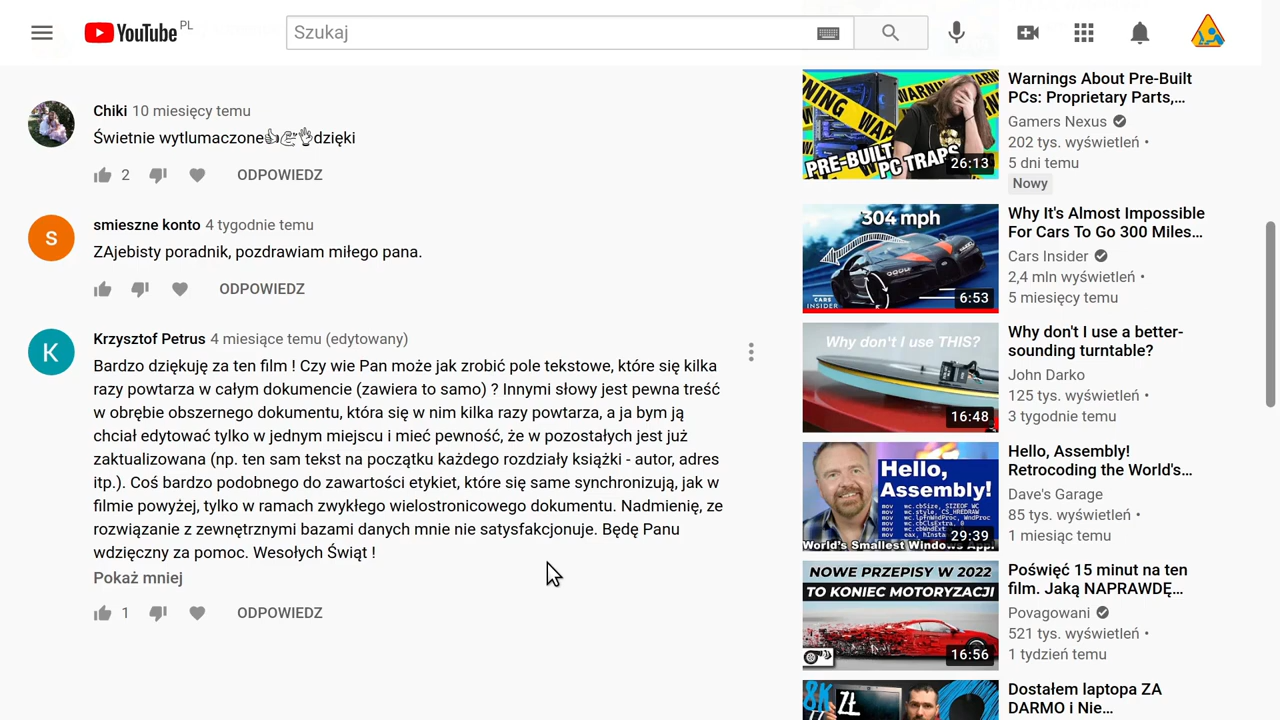 YouTube PL
Szukaj
Chiki 10 miesięcy temu
Świetnie wytlumaczone👍👏👌dzięki
2 ODPOWIEDZ
S
smieszne konto 4 tygodnie temu
ZAjebisty poradnik, pozdrawiam miłego pana.
ODPOWIEDZ
K
Krzysztof Petrus 4 miesiące temu (edytowany)
Bardzo dziękuję za ten film ! Czy wie Pan może jak zrobić pole tekstowe, które się kilka
razy powtarza w całym dokumencie (zawiera to samo) ? Innymi słowy jest pewna treść
w obrębie obszernego dokumentu, która się w nim kilka razy powtarza, a ja bym ją
chciał edytować tylko w jednym miejscu i mieć pewność, że w pozostałych jest już
zaktualizowana (np. ten sam tekst na początku każdego rozdziały książki - autor, adres
itp.). Coś bardzo podobnego do zawartości etykiet, które się same synchronizują, jak w
filmie powyżej, tylko w ramach zwykłego wielostronicowego dokumentu. Nadmienię, ze
rozwiązanie z zewnętrznymi bazami danych mnie nie satysfakcjonuje. Będę Panu
wdzięczny za pomoc. Wesołych Świąt !
Pokaż mniej
1 ODPOWIEDZ
WARNING
PRE-BUILT
PC TRAPS
26:13
Warnings About Pre-Built
PCs: Proprietary Parts,...
Gamers Nexus
202 tys. wyświetleń •
5 dni temu
Nowy
304 mph
CARS
INSIDER
6:53
Why It's Almost Impossible
For Cars To Go 300 Miles...
Cars Insider
2,4 mln wyświetleń •
5 miesięcy temu
Why don't I use THIS?
16:48
Why don't I use a better-
sounding turntable?
John Darko
125 tys. wyświetleń •
3 tygodnie temu
Hello,
Assembly!
World's Smallest Windows App!
29:39
Hello, Assembly!
Retrocoding the World's...
Dave's Garage
85 tys. wyświetleń •
1 miesiąc temu
NOWE PRZEPISY W 2022
TO KONIEC MOTORYZACJI
16:56
Poświęć 15 minut na ten
film. Jaką NAPRAWDĘ...
Povagowani
521 tys. wyświetleń •
1 tydzień temu
8K
ZŁ
Dostałem laptopa ZA
DARMO i Nie...